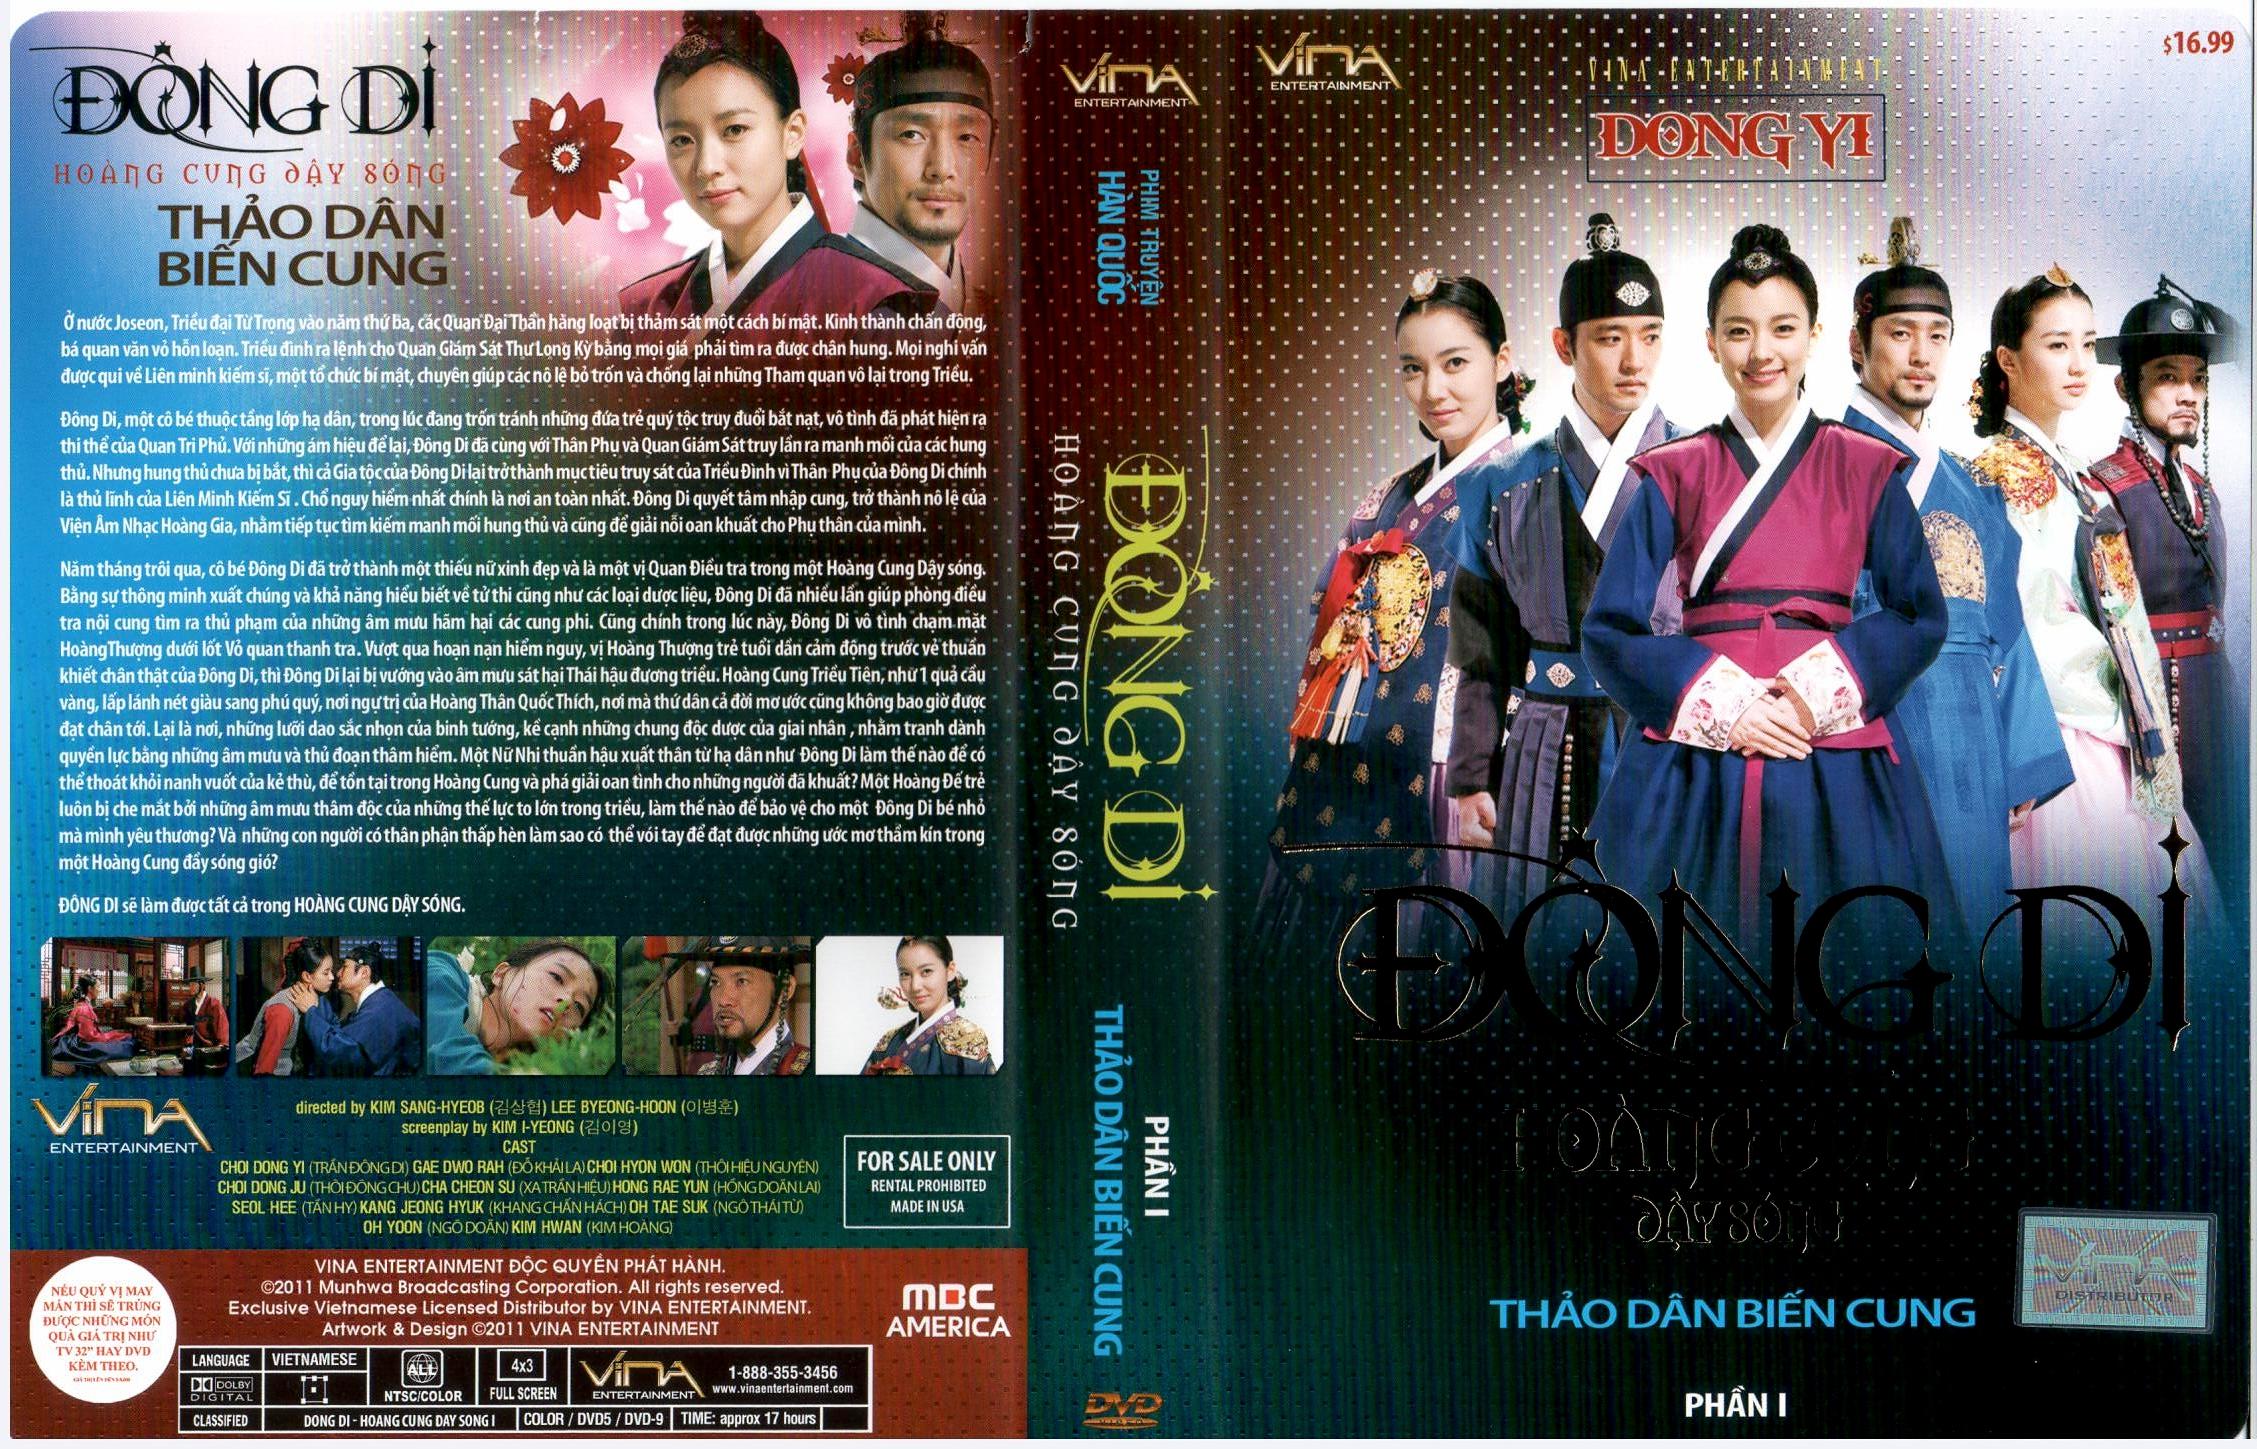 ĐÔNG DI
HOÀNG CUNG DẬY SÓNG
THẢO DÂN
BIẾN CUNG
Ở nước Joseon, Triều đại Từ Trọng vào năm thứ ba, các Quan Đại Thần hàng loạt bị thảm sát một cách bí mật. Kinh thành chấn động,
bá quan văn võ hỗn loạn. Triều đình ra lệnh cho Quan Giám Sát Thư Long Kỳ bằng mọi giá phải tìm ra được chân hung. Mọi nghi vấn
được qui về Liên minh kiếm sĩ, một tổ chức bí mật, chuyên giúp các nô lệ bỏ trốn và chống lại những Tham quan vô lại trong Triều.
Đông Di, một cô bé thuộc tầng lớp hạ dân, trong lúc đang trốn tránh những đứa trẻ quý tộc truy đuổi bắt nạt, vô tình đã phát hiện ra
thi thể của Quan Tri Phủ. Với những ám hiệu để lại, Đông Di đã cùng với Thân Phụ và Quan Giám Sát truy lần ra manh mối của các hung
thủ. Nhưng hung thủ chưa bị bắt, thì cả Gia tộc của Đông Di lại trở thành mục tiêu truy sát của Triều Đình vì Thân Phụ của Đông Di chính
là thủ lĩnh của Liên Minh Kiếm Sĩ . Chỗ nguy hiểm nhất chính là nơi an toàn nhất. Đông Di quyết tâm nhập cung, trở thành nô lệ của
Viện Âm Nhạc Hoàng Gia, nhằm tiếp tục tìm kiếm manh mối hung thủ và cũng để giải nỗi oan khuất cho Phụ thân của mình.
Năm tháng trôi qua, cô bé Đông Di đã trở thành một thiếu nữ xinh đẹp và là một vị Quan Điều tra trong một Hoàng Cung Dậy sóng.
Bằng sự thông minh xuất chúng và khả năng hiểu biết về tử thi cũng như các loại dược liệu, Đông Di đã nhiều lần giúp phòng điều
tra nội cung tìm ra thủ phạm của những âm mưu hãm hại các cung phi. Cũng chính trong lúc này, Đông Di vô tình chạm mặt
HoàngThượng dưới lốt Võ quan thanh tra. Vượt qua hoạn nạn hiểm nguy, vị Hoàng Thượng trẻ tuổi dần cảm động trước vẻ thuần
khiết chân thật của Đông Di, thì Đông Di lại bị vướng vào âm mưu sát hại Thái hậu đương triều. Hoàng Cung Triều Tiên, như 1 quả cầu
vàng, lấp lánh nét giàu sang phú quý, nơi ngự trị của Hoàng Thân Quốc Thích, nơi mà thứ dân cả đời mơ ước cũng không bao giờ được
đạt chân tới. Lại là nơi, những lưỡi dao sắc nhọn của binh tướng, kề cạnh những chung độc dược của giai nhân , nhằm tranh dành
quyền lực bằng những âm mưu và thủ đoạn thâm hiểm. Một Nữ Nhi thuần hậu xuất thân từ hạ dân như Đông Di làm thế nào để có
thể thoát khỏi nanh vuốt của kẻ thù, để tồn tại trong Hoàng Cung và phá giải oan tình cho những người đã khuất? Một Hoàng Đế trẻ
luôn bị che mắt bởi những âm mưu thâm độc của những thế lực to lớn trong triều, làm thế nào để bảo vệ cho một Đông Di bé nhỏ
mà mình yêu thương? Và những con người có thân phận thấp hèn làm sao có thể vói tay để đạt được những ước mơ thầm kín trong
một Hoàng Cung đầy sóng gió?
ĐÔNG DI sẽ làm được tất cả trong HOÀNG CUNG DẬY SÓNG.
VINA
ENTERTAINMENT
directed by KIM SANG-HYEOB (김상협) LEE BYEONG-HOON (이병훈)
screenplay by KIM I-YEONG (김이영)
CAST
CHOI DONG YI (TRẦN ĐÔNG DI) GAE DWO RAH (ĐỖ KHẢI LA) CHOI HYON WON (THÔI HIỆU NGUYÊN)
CHOI DONG JU (THÒI ĐÔNG CHU) CHA CHEON SU (XA TRẤN HIẾU) HONG RAE YUN (HỒNG DOÃN LAI)
SEOL HEE (TẤN HY) KANG JEONG HYUK (KHANG CHẤN HÁCH) OH TAE SUK (NGÔ THÁI TỪ)
OH YOON (NGÔ DOÃN) KIM HWAN (KIM HOÀNG)
FOR SALE ONLY
RENTAL PROHIBITED
MADE IN USA
VINA ENTERTAINMENT ĐỘC QUYỀN PHÁT HÀNH.
©2011 Munhwa Broadcasting Corporation. All rights reserved.
Exclusive Vietnamese Licensed Distributor by VINA ENTERTAINMENT.
Artwork & Design ©2011 VINA ENTERTAINMENT
MBC
AMERICA
NẾU QUÝ VỊ MAY
MẮN THÌ SẼ TRÚNG
ĐƯỢC NHỮNG MÓN
QUÀ GIÁ TRỊ NHƯ
TV 32" HAY DVD
KÈM THEO.
LANGUAGE VIETNAMESE
DOLBY
DIGITAL
ALL
NTSC/COLOR
4x3
FULL SCREEN
VINA
ENTERTAINMENT
1-888-355-3456
www.vinaentertainment.com
CLASSIFIED DONG DI - HOANG CUNG DAY SONG I COLOR / DVD5 / DVD-9 TIME: approx 17 hours
VINA
ENTERTAINMENT
PHIM TRUYỆN
HÀN QUỐC
ĐÔNG DI
HOÀNG CUNG DẬY SÓNG
THẢO DÂN BIẾN CUNG
PHẦN I
DVD
VIDEO
VINA
ENTERTAINMENT
VINA ENTERTAINMENT
DONG YI
$16.99
ĐÔNG DI
HOÀNG CUNG
DẬY SÓNG
THẢO DÂN BIẾN CUNG
VINA
DISTRIBUTOR
PHẦN I